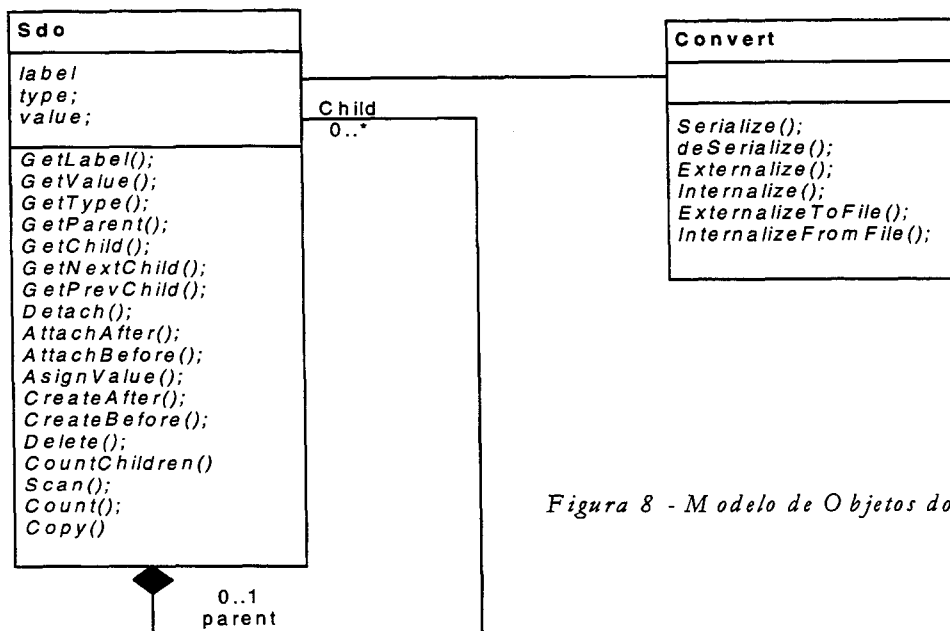 Sdo
label
type;
value;
GetLabel();
GetValue();
GetType();
GetParent();
GetChild();
GetNextChild();
GetPrevChild();
Detach();
AttachAfter();
AttachBefore();
AsignValue();
CreateAfter();
CreateBefore();
Delete();
CountChildren()
Scan();
Count();
Copy()
Child
0..*
0..1
parent
Convert
Serialize();
deSerialize();
Externalize();
Internalize();
ExternalizeToFile();
InternalizeFromFile();
Figura 8 - Modelo de Objetos do